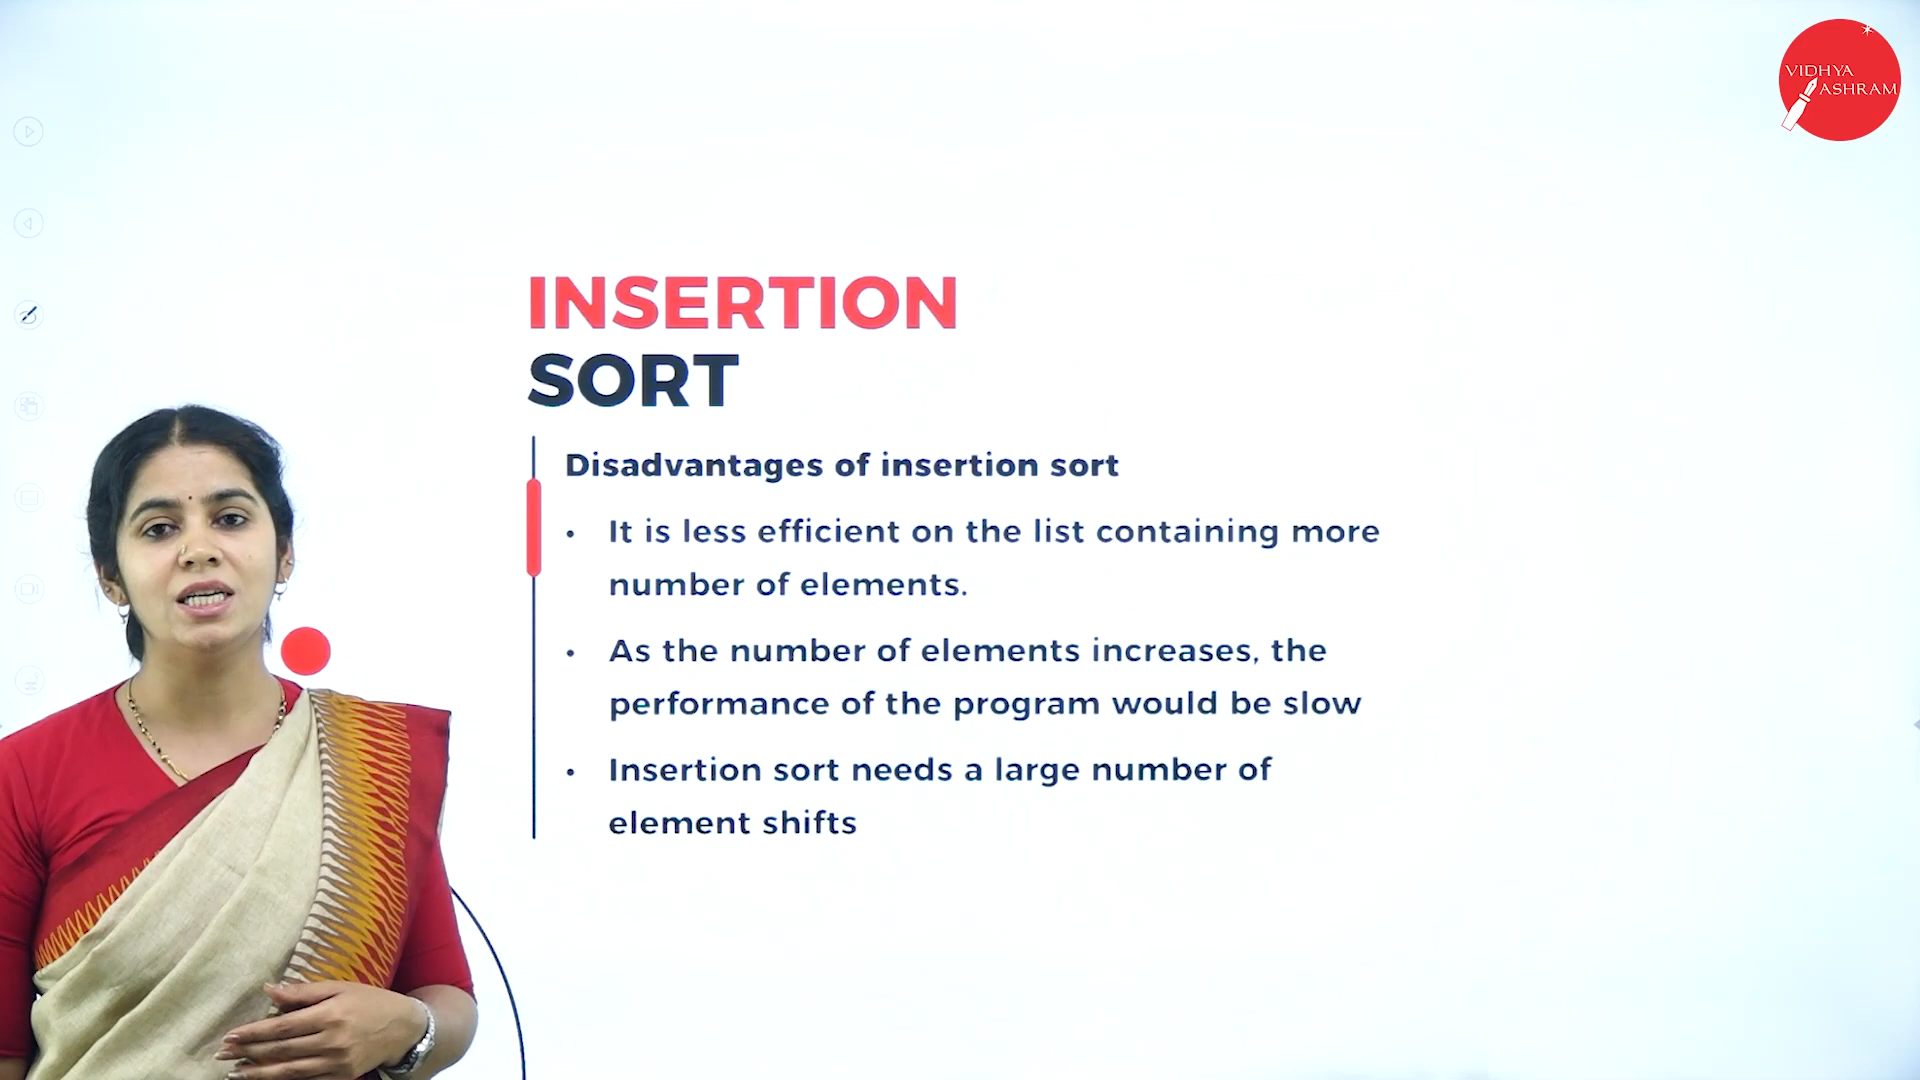 VIDHYA
ASHRAM
INSERTION
SORT
Disadvantages of insertion sort
• It is less efficient on the list containing more
number of elements.
• As the number of elements increases, the
performance of the program would be slow
• Insertion sort needs a large number of
element shifts